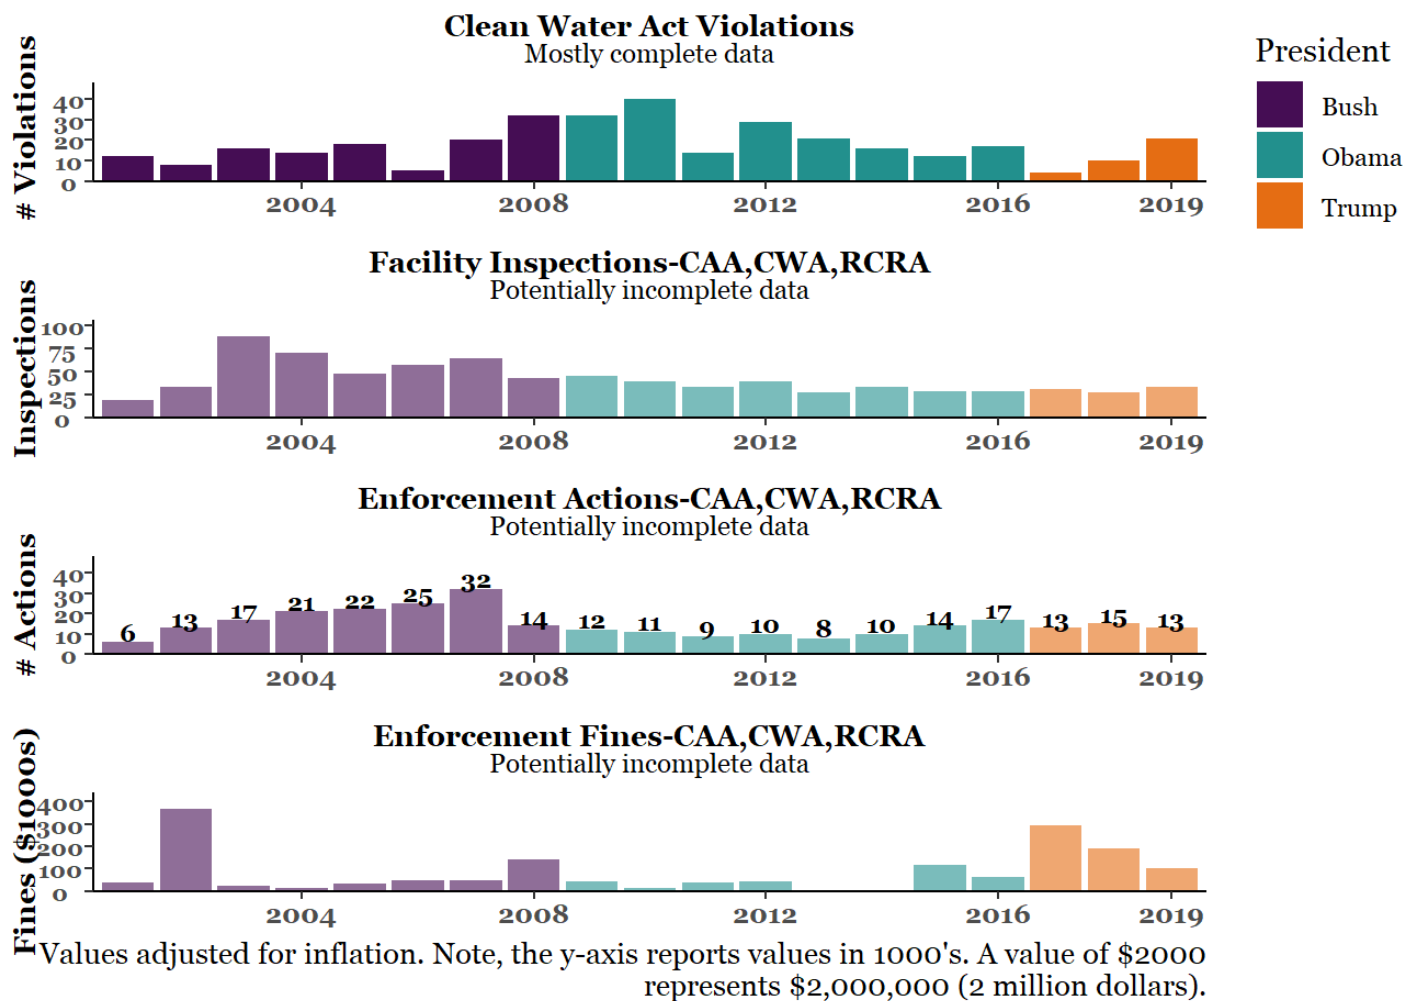 Clean Water Act Violations
Mostly complete data
# Violations
40
30
20
10
0
2004 2008 2012 2016 2019
President
Bush
Obama
Trump
Facility Inspections-CAA,CWA,RCRA
Potentially incomplete data
Inspections
100
75
50
25
0
2004 2008 2012 2016 2019
Enforcement Actions-CAA,CWA,RCRA
Potentially incomplete data
# Actions
40
30
20
10
0
6 13 17 21 22 25 32 14 12 11 9 10 8 10 14 17 13 15 13
2004 2008 2012 2016 2019
Enforcement Fines-CAA,CWA,RCRA
Potentially incomplete data
Fines ($1000s)
400
300
200
100
0
2004 2008 2012 2016 2019
Values adjusted for inflation. Note, the y-axis reports values in 1000's. A value of $2000
represents $2,000,000 (2 million dollars).